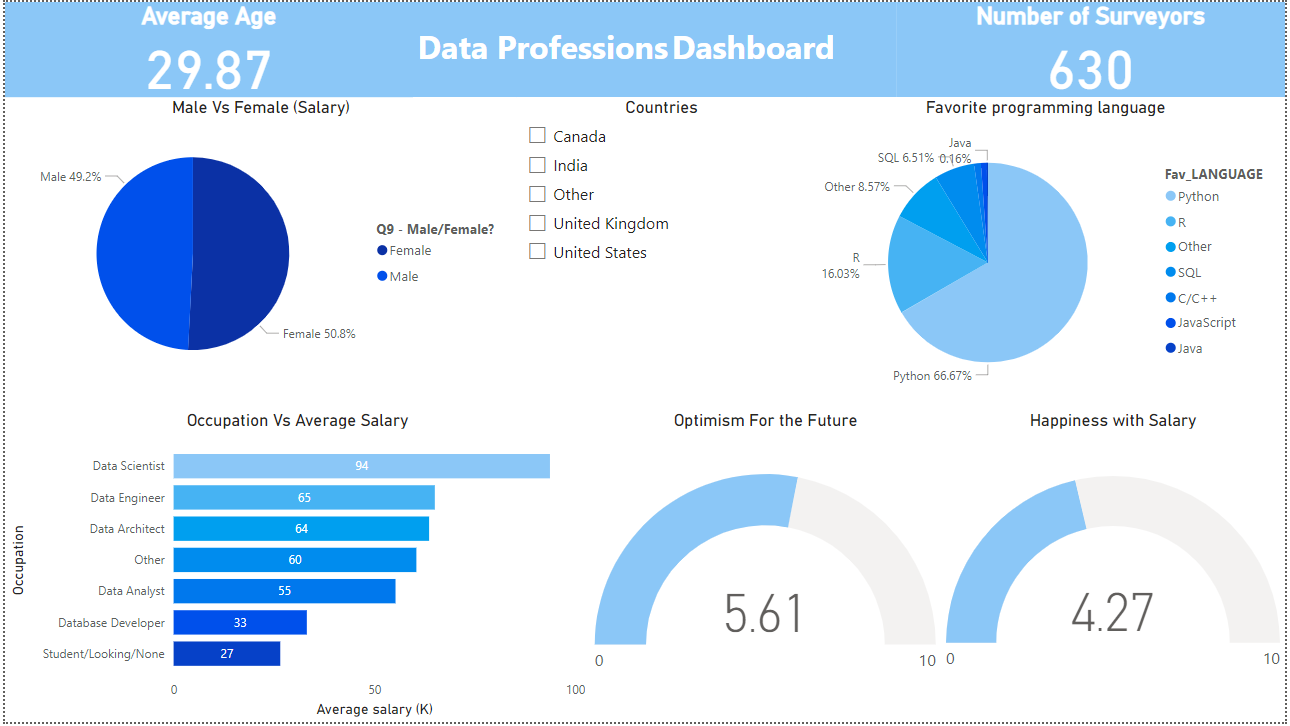 Average Age
29.87
Data Professions Dashboard
Number of Surveyors
630
Male Vs Female (Salary)
Male 49.2%
Female 50.8%
Q9 - Male/Female?
Female
Male
Countries
Canada
India
Other
United Kingdom
United States
Favorite programming language
Java
0.16%
SQL 6.51%
Other 8.57%
R
16.03%
Python 66.67%
Fav_LANGUAGE
Python
R
Other
SQL
C/C++
JavaScript
Java
Occupation Vs Average Salary
Occupation
Data Scientist 94
Data Engineer 65
Data Architect 64
Other 60
Data Analyst 55
Database Developer 33
Student/Looking/None 27
0 50 100
Average salary (K)
Optimism For the Future
5.61
0 10
Happiness with Salary
4.27
0 10